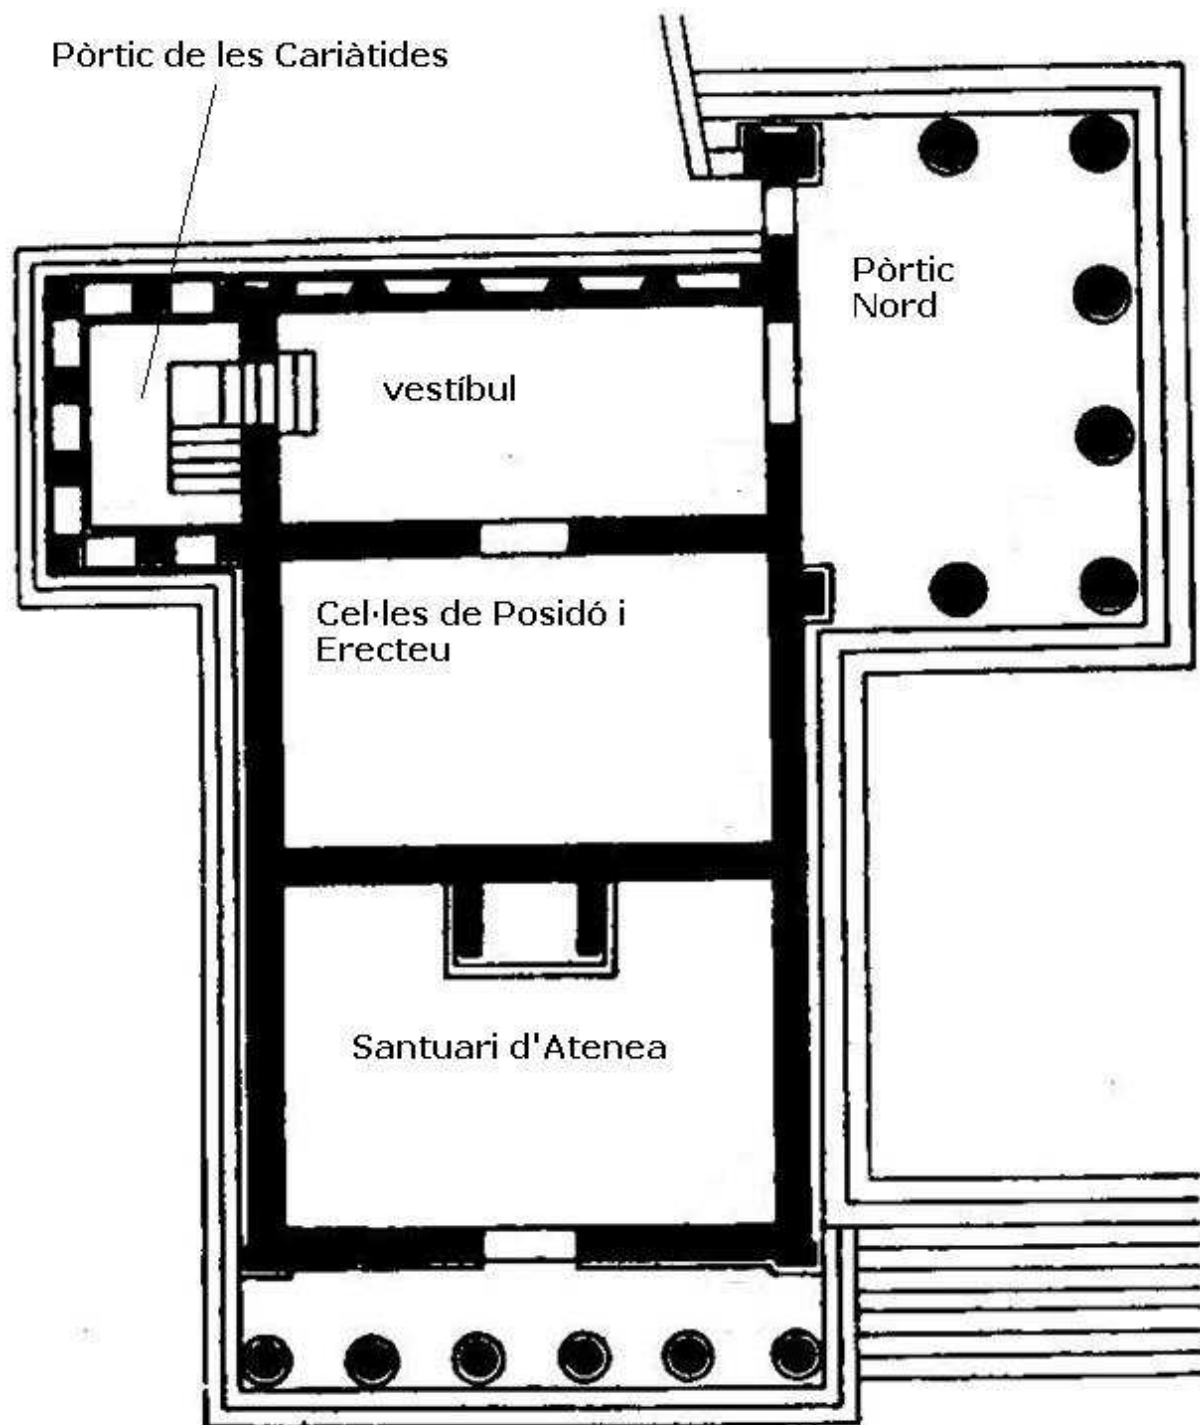 Pòrtic de les Cariàtides
Pòrtic
Nord
vestíbul
Cel·les de Posidó i
Erecteu
Santuari d'Atenea